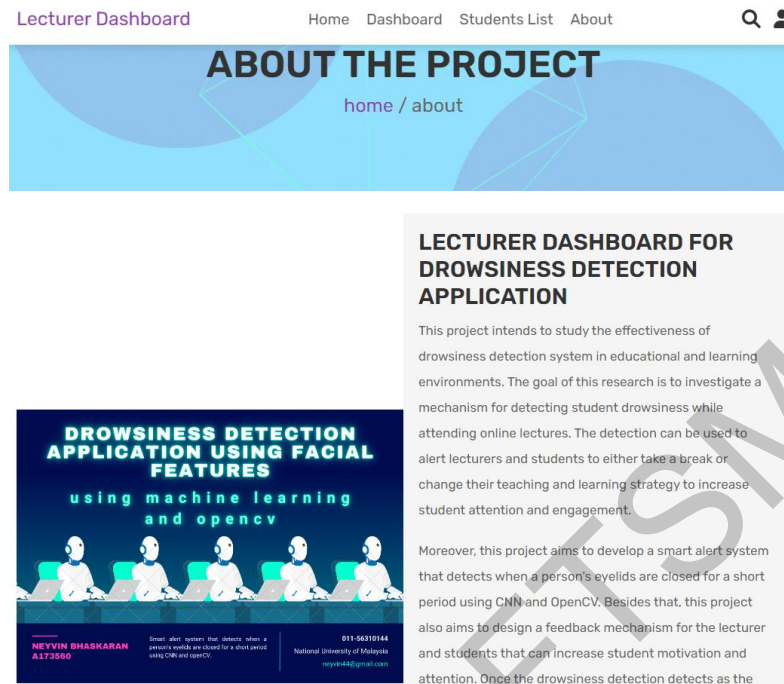 Lecturer Dashboard
Home Dashboard Students List About
ABOUT THE PROJECT
home / about
DROWSINESS DETECTION
APPLICATION USING FACIAL
FEATURES
using machine learning
and opencv
NEYVIN BHASKARAN
A173560
Smart alert system that detects when a
person's eyelids are closed for a short period
using CNN and openCV.
011-56310144
National University of Malaysia
neyvin44@gmail.com
LECTURER DASHBOARD FOR
DROWSINESS DETECTION
APPLICATION
This project intends to study the effectiveness of
drowsiness detection system in educational and learning
environments. The goal of this research is to investigate a
mechanism for detecting student drowsiness while
attending online lectures. The detection can be used to
alert lecturers and students to either take a break or
change their teaching and learning strategy to increase
student attention and engagement.
Moreover, this project aims to develop a smart alert system
that detects when a person's eyelids are closed for a short
period using CNN and OpenCV. Besides that, this project
also aims to design a feedback mechanism for the lecturer
and students that can increase student motivation and
attention. Once the drowsiness detection detects as the
FTSM